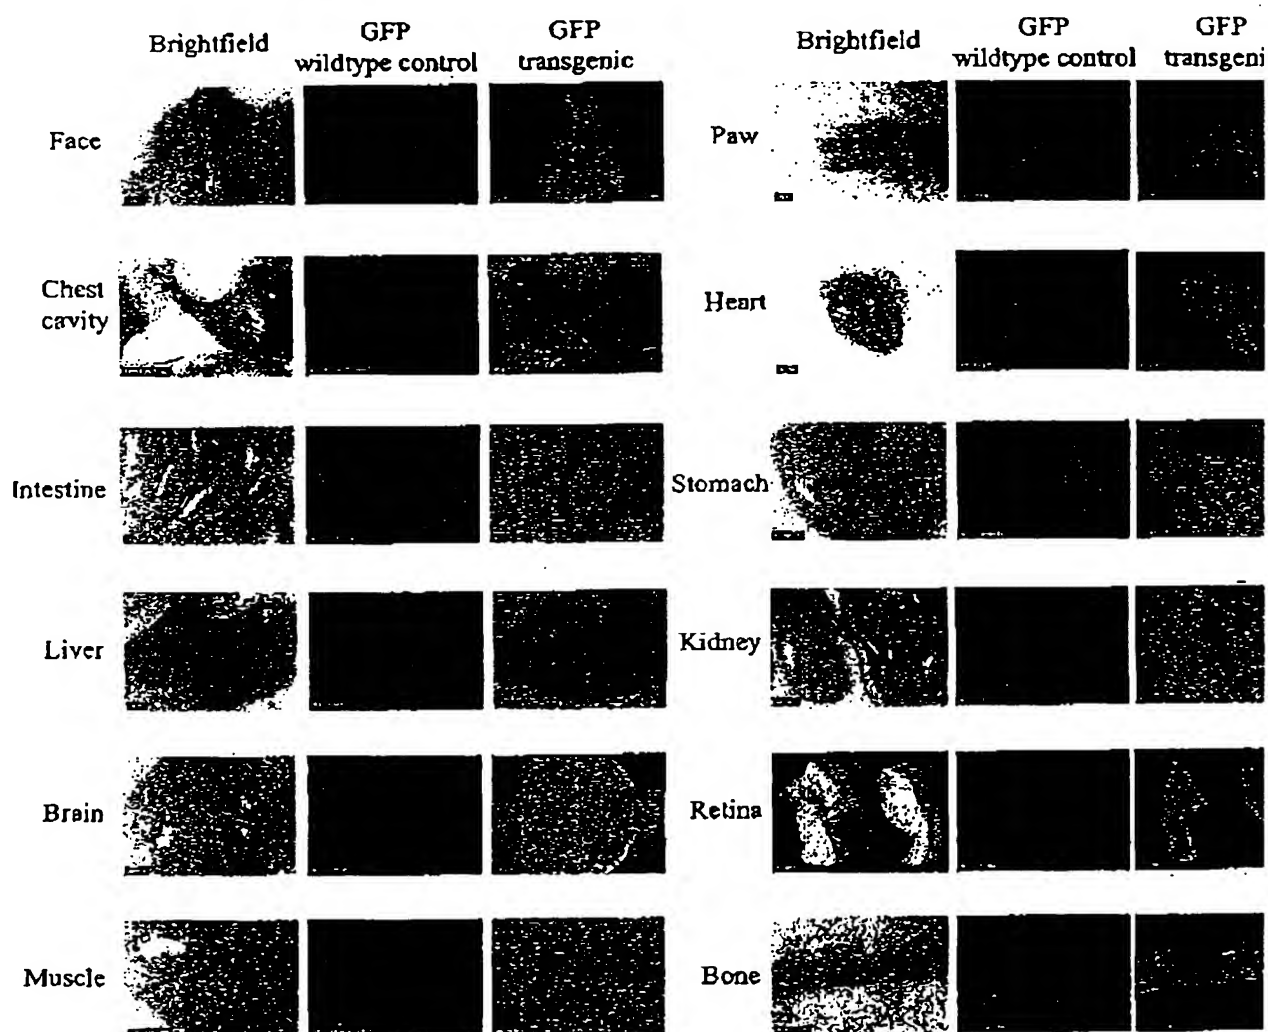 Brightfield
GFP
wildtype control
GFP
transgenic
Face
Chest
cavity
Intestine
Liver
Brain
Muscle
Brightfield
GFP
wildtype control
GFP
transgeni
Paw
Heart
Stomach
Kidney
Retina
Bone